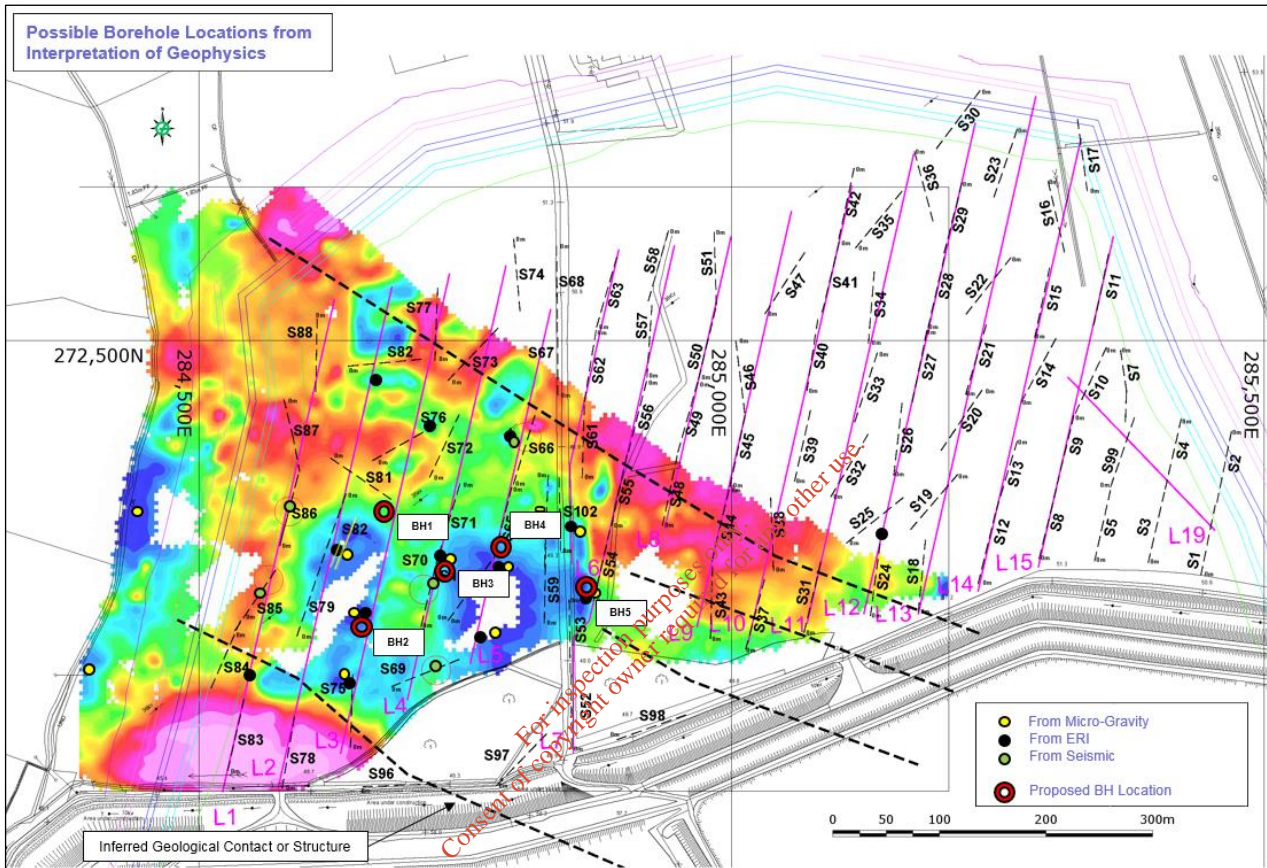 Possible Borehole Locations from
Interpretation of Geophysics
272,500N
284,500E
285,000E
285,500E
S30
S23
S17
S36
S16
S42
S35
S29
S58
S51
S74
S68
S47
S41
S28
S22
S11
S63
S77
S34
S15
S57
S88
S82
S73
S67
S62
S50
S46
S40
S27
S21
S14
S10
S7
S33
S56
S49
S76
S72
S66
S61
S87
S45
S39
S26
S20
S9
S4
S2
S81
S55
S48
S32
S13
S99
S86
S82
BH1
S71
BH4
S102
S44
S38
S25
S19
S12
S8
S5
S3
L19
S70
BH3
S59
L6
S54
L8
S31
S24
S18
S1
S85
S79
BH2
BH5
S43
S37
L12
L13
14
L15
S53
L9
L10
L11
S84
S75
S69
L5
L4
S52
S83
S78
L3
L7
S98
L2
S96
S97
L1
For inspection purposes only.
Consent of copyright owner required for any other use.
Inferred Geological Contact or Structure
From Micro-Gravity
From ERI
From Seismic
Proposed BH Location
0 50 100 200 300m